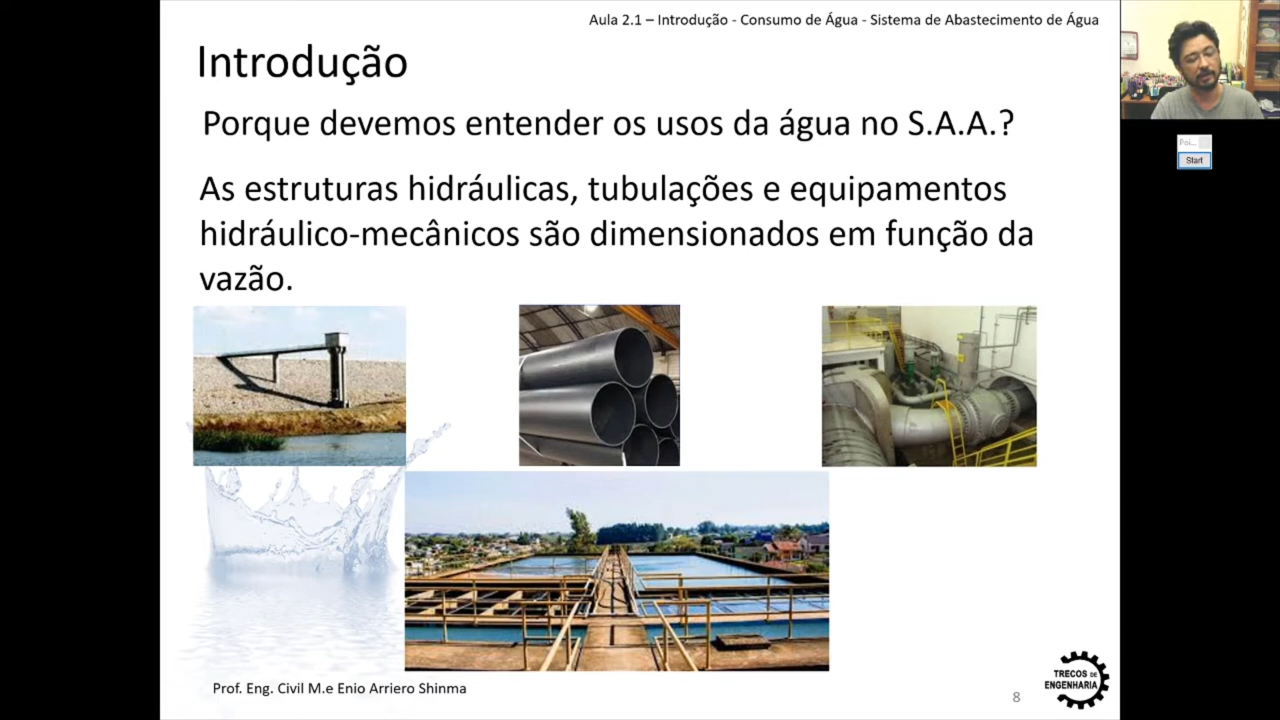 Aula 2.1 – Introdução - Consumo de Água - Sistema de Abastecimento de Água
Introdução
Porque devemos entender os usos da água no S.A.A.?
As estruturas hidráulicas, tubulações e equipamentos
hidráulico-mecânicos são dimensionados em função da
vazão.
Poi...
Start
Prof. Eng. Civil M.e Enio Arriero Shinma
8
TRECOS DE
ENGENHARIA